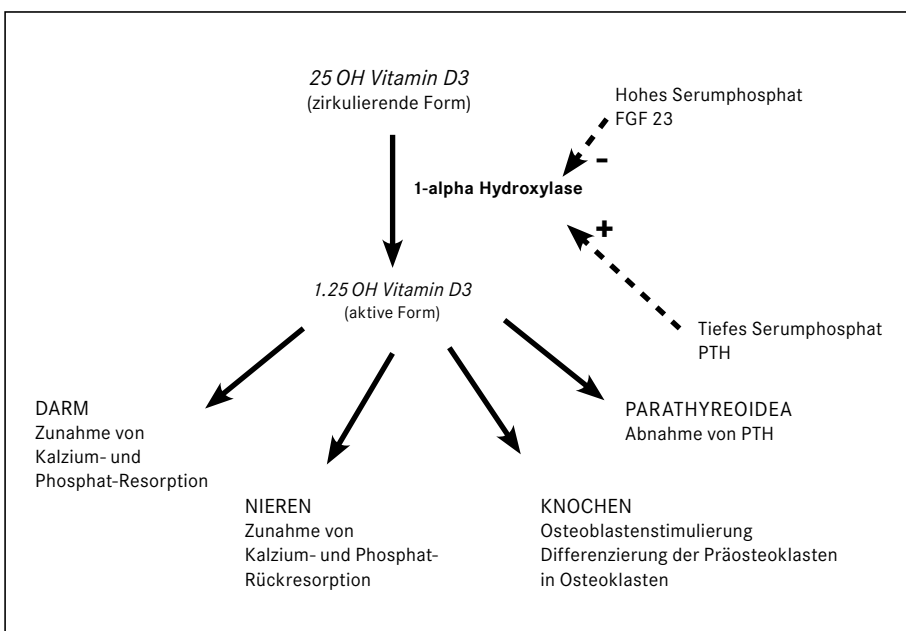 25 OH Vitamin D3
(zirkulierende Form)
Hohes Serumphosphat
FGF 23
-
1-alpha Hydroxylase
+
1.25 OH Vitamin D3
(aktive Form)
Tiefes Serumphosphat
PTH
DARM
Zunahme von
Kalzium- und
Phosphat-Resorption
NIEREN
Zunahme von
Kalzium- und Phosphat-
Rückresorption
KNOCHEN
Osteoblastenstimulierung
Differenzierung der Präosteoklasten
in Osteoklasten
PARATHYREOIDEA
Abnahme von PTH